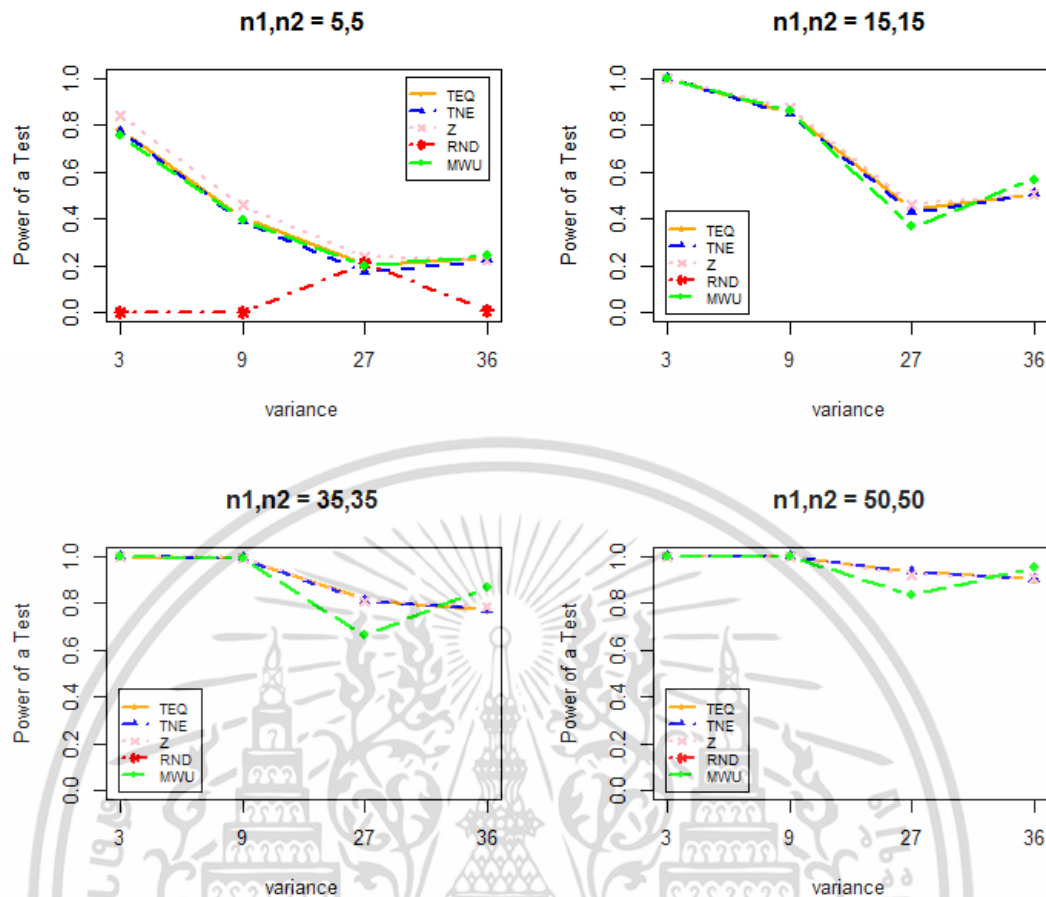 n1,n2 = 5,5
Power of a Test
1.0
0.8
0.6
0.4
0.2
0.0
TEQ
TNE
Z
RND
MWU
3 9 27 36
variance
n1,n2 = 15,15
Power of a Test
1.0
0.8
0.6
0.4
0.2
0.0
TEQ
TNE
Z
RND
MWU
3 9 27 36
variance
n1,n2 = 35,35
Power of a Test
1.0
0.8
0.6
0.4
0.2
0.0
TEQ
TNE
Z
RND
MWU
3 9 27 36
variance
n1,n2 = 50,50
Power of a Test
1.0
0.8
0.6
0.4
0.2
0.0
TEQ
TNE
Z
RND
MWU
3 9 27 36
variance